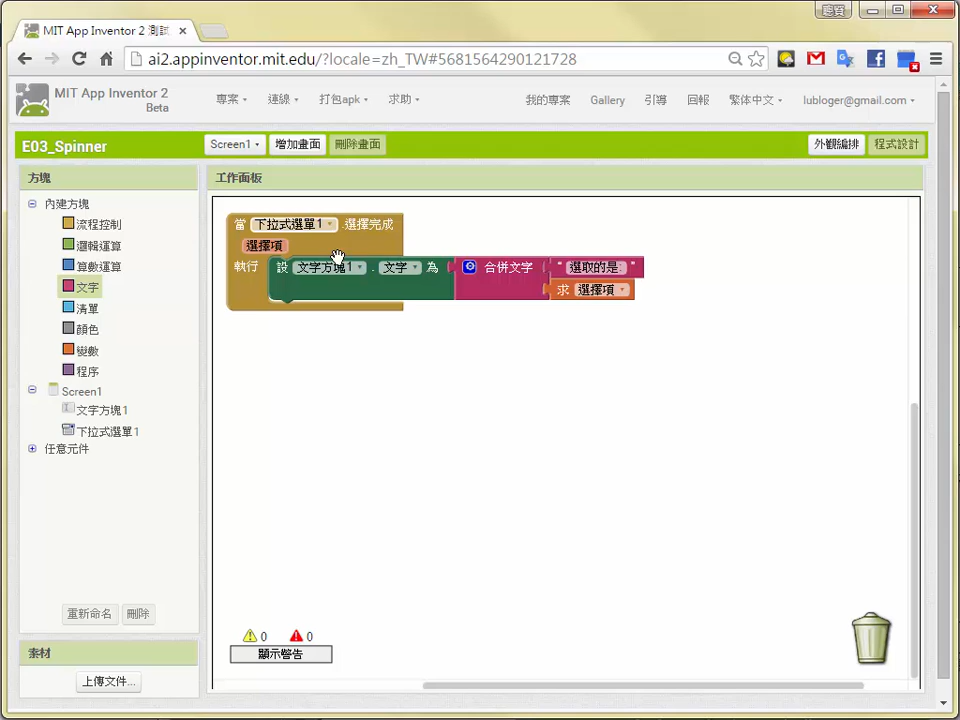 MIT App Inventor 2 測試
ai2.appinventor.mit.edu/?locale=zh_TW#5681564290121728
MIT App Inventor 2
Beta
專案 連線 打包apk 求助 我的專案 Gallery 引導 回報 繁体中文 lubloger@gmail.com
E03_Spinner Screen1 增加畫面 刪除畫面 外觀編排 程式設計
方塊 工作面板
內建方塊
流程控制
邏輯運算
算數運算
文字
清單
顏色
變數
程序
Screen1
文字方塊1
下拉式選單1
任意元件
重新命名 刪除
素材
上傳文件...
當 下拉式選單1 .選擇完成
選擇項
執行 設 文字方塊1 . 文字 為 合併文字 " 選取的是: "
求 選擇項
0 0
顯示警告